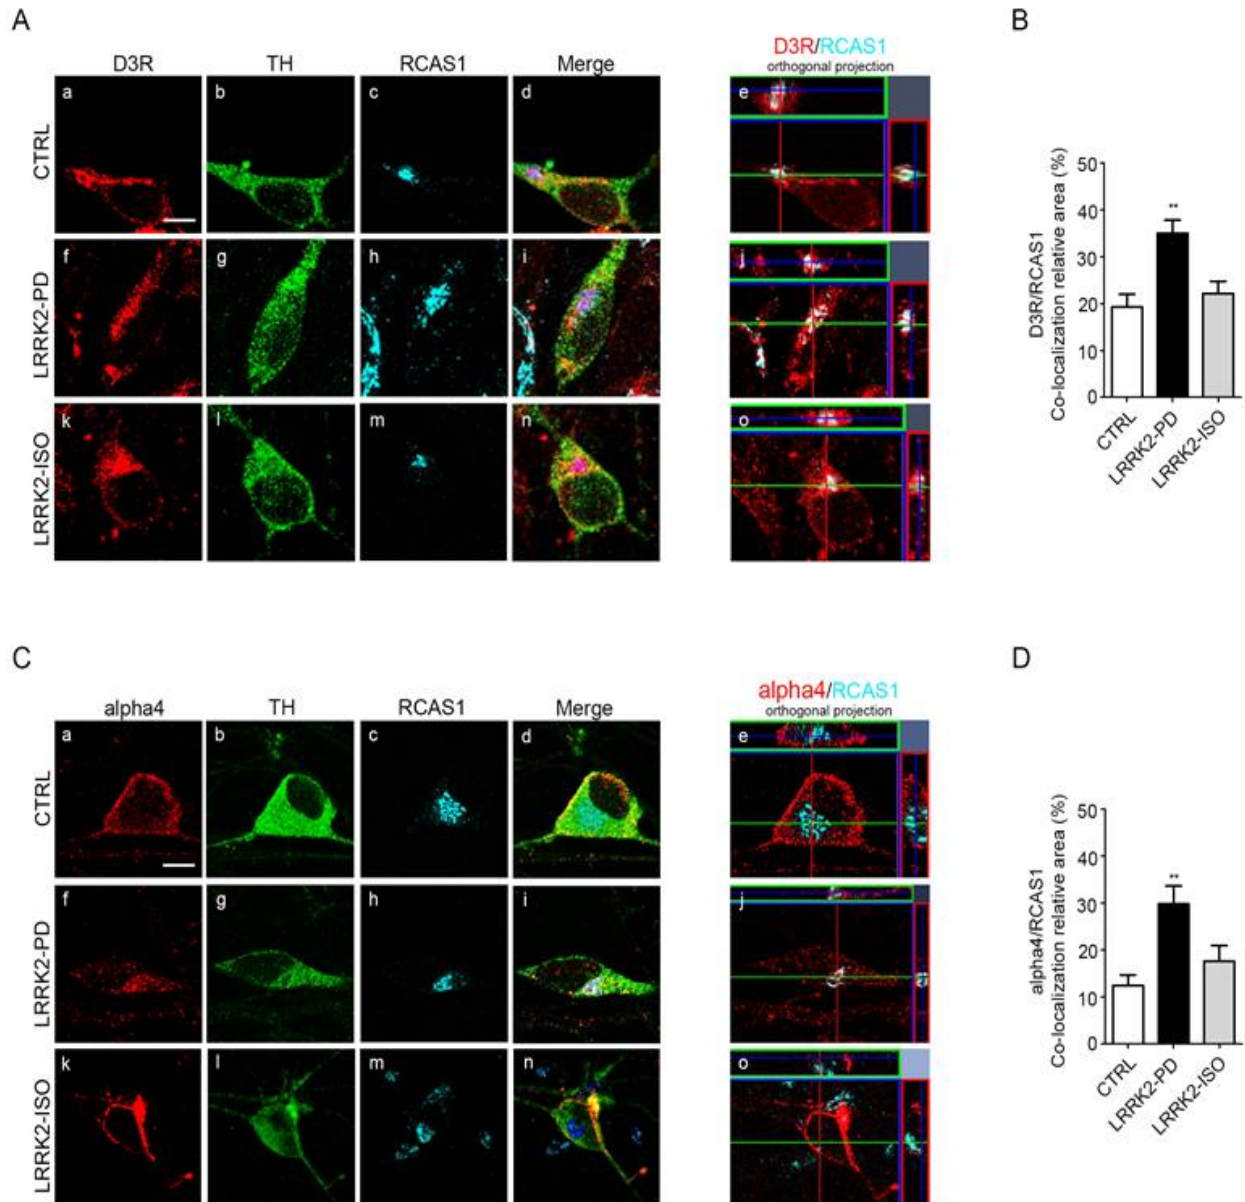 A
D3R TH RCAS1 Merge
D3R/RCAS1
orthogonal projection
CTRL
a b c d e
LRRK2-PD
f g h i j
LRRK2-ISO
k l m n o
B
D3R/RCAS1
Co-localization relative area (%)
50
40
30
20
10
0
**
CTRL
LRRK2-PD
LRRK2-ISO
C
alpha4 TH RCAS1 Merge
alpha4/RCAS1
orthogonal projection
CTRL
a b c d e
LRRK2-PD
f g h i j
LRRK2-ISO
k l m n o
D
alpha4/RCAS1
Co-localization relative area (%)
50
40
30
20
10
0
**
CTRL
LRRK2-PD
LRRK2-ISO